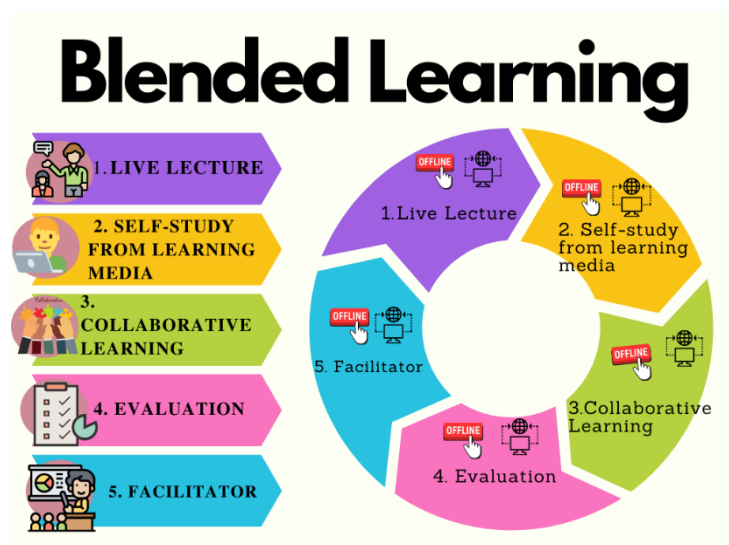 Blended Learning
1. LIVE LECTURE
2. SELF-STUDY
FROM LEARNING
MEDIA
Collaboration
3.
COLLABORATIVE
LEARNING
4. EVALUATION
5. FACILITATOR
OFFLINE
1.Live Lecture
OFFLINE
2. Self-study
from learning
media
OFFLINE
3.Collaborative
Learning
OFFLINE
4. Evaluation
OFFLINE
5. Facilitator